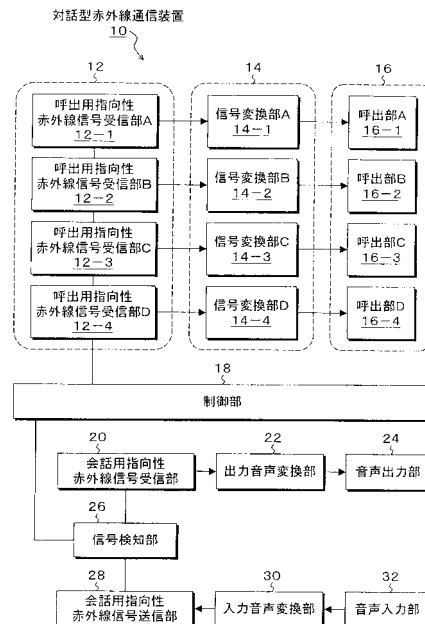 対話型赤外線通信装置
10
12
14
16
呼出用指向性
赤外線信号受信部A
12-1
信号変換部A
14-1
呼出部A
16-1
呼出用指向性
赤外線信号受信部B
12-2
信号変換部B
14-2
呼出部B
16-2
呼出用指向性
赤外線信号受信部C
12-3
信号変換部C
14-3
呼出部C
16-3
呼出用指向性
赤外線信号受信部D
12-4
信号変換部D
14-4
呼出部D
16-4
18
制御部
20
22
24
会話用指向性
赤外線信号受信部
出力音声変換部
音声出力部
26
信号検知部
28
30
32
会話用指向性
赤外線信号送信部
入力音声変換部
音声入力部